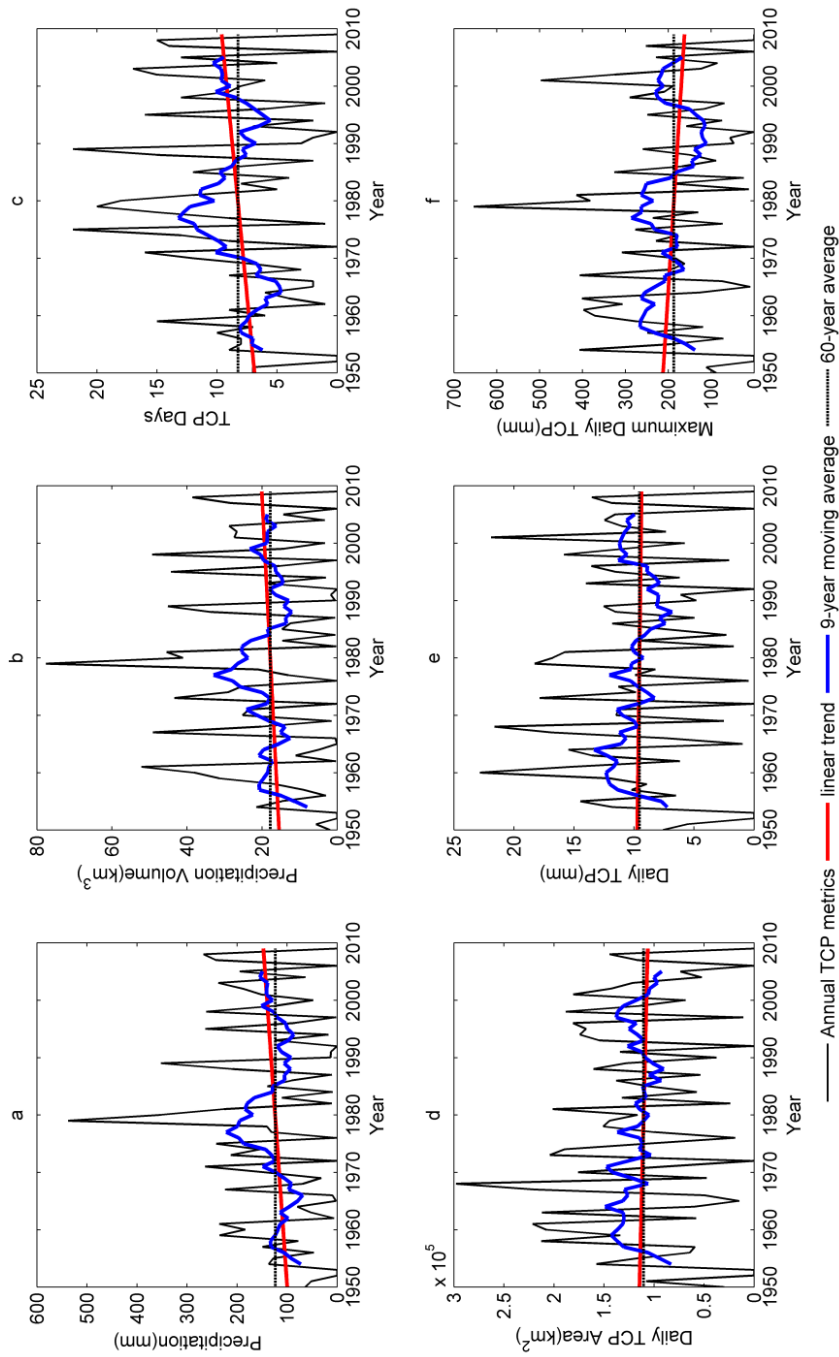 a
600
500
400
300
200
100
0
Precipitation(mm)
1950 1960 1970 1980 1990 2000 2010
Year
b
80
60
40
20
0
Precipitation Volume(km³)
1950 1960 1970 1980 1990 2000 2010
Year
c
25
20
15
10
5
0
TCP Days
1950 1960 1970 1980 1990 2000 2010
Year
d
x 10⁵
3
2.5
2
1.5
1
0.5
0
Daily TCP Area(km²)
1950 1960 1970 1980 1990 2000 2010
Year
e
25
20
15
10
5
0
Daily TCP(mm)
1950 1960 1970 1980 1990 2000 2010
Year
f
700
600
500
400
300
200
100
0
Maximum Daily TCP(mm)
1950 1960 1970 1980 1990 2000 2010
Year
Annual TCP metrics linear trend 9-year moving average 60-year average